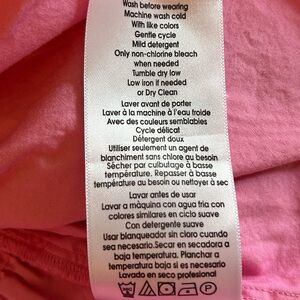 Wash before wearing
Machine wash cold
With like colors
Gentle cycle
Mild detergent
Only non-chlorine bleach
when needed
Tumble dry low
Low iron if needed
or Dry Clean
Laver avant de porter
Laver à la machine à l'eau froide
Avec des couleurs semblables
Cycle délicat
Détergent doux
Utiliser seulement un agent de
blanchiment sans chlore au besoin
Sécher par culbutage à basse
température. Repasser à basse
température au besoin ou nettoyer à sec
Lavar antes de usar
Lavar a màquina con agua fria con
colores similares en ciclo suave
Con detergente suave
Usar blanqueador sin cloro cuando
sea necesario.Secar en secadora a
baja temperatura. Planchar a
temperatura baja si es necesario
Lavado en seco profesional